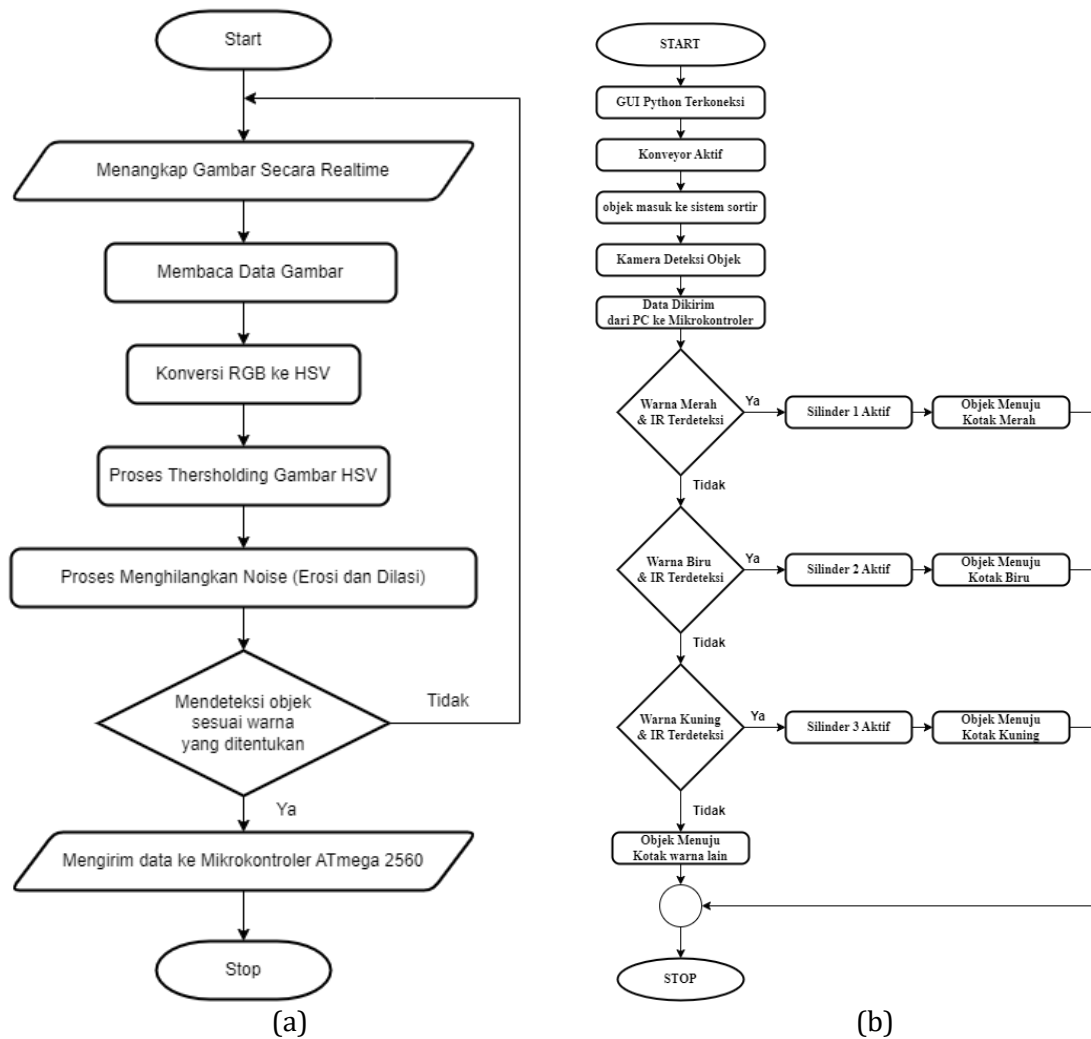 Start
Menangkap Gambar Secara Realtime
Membaca Data Gambar
Konversi RGB ke HSV
Proses Thersholding Gambar HSV
Proses Menghilangkan Noise (Erosi dan Dilasi)
Mendeteksi objek
sesuai warna
yang ditentukan
Tidak
Ya
Mengirim data ke Mikrokontroler ATmega 2560
Stop
(a)
START
GUI Python Terkoneksi
Konveyor Aktif
objek masuk ke sistem sortir
Kamera Deteksi Objek
Data Dikirim
dari PC ke Mikrokontroler
Warna Merah
& IR Terdeteksi
Ya
Silinder 1 Aktif
Objek Menuju
Kotak Merah
Tidak
Warna Biru
& IR Terdeteksi
Ya
Silinder 2 Aktif
Objek Menuju
Kotak Biru
Tidak
Warna Kuning
& IR Terdeteksi
Ya
Silinder 3 Aktif
Objek Menuju
Kotak Kuning
Tidak
Objek Menuju
Kotak warna lain
STOP
(b)